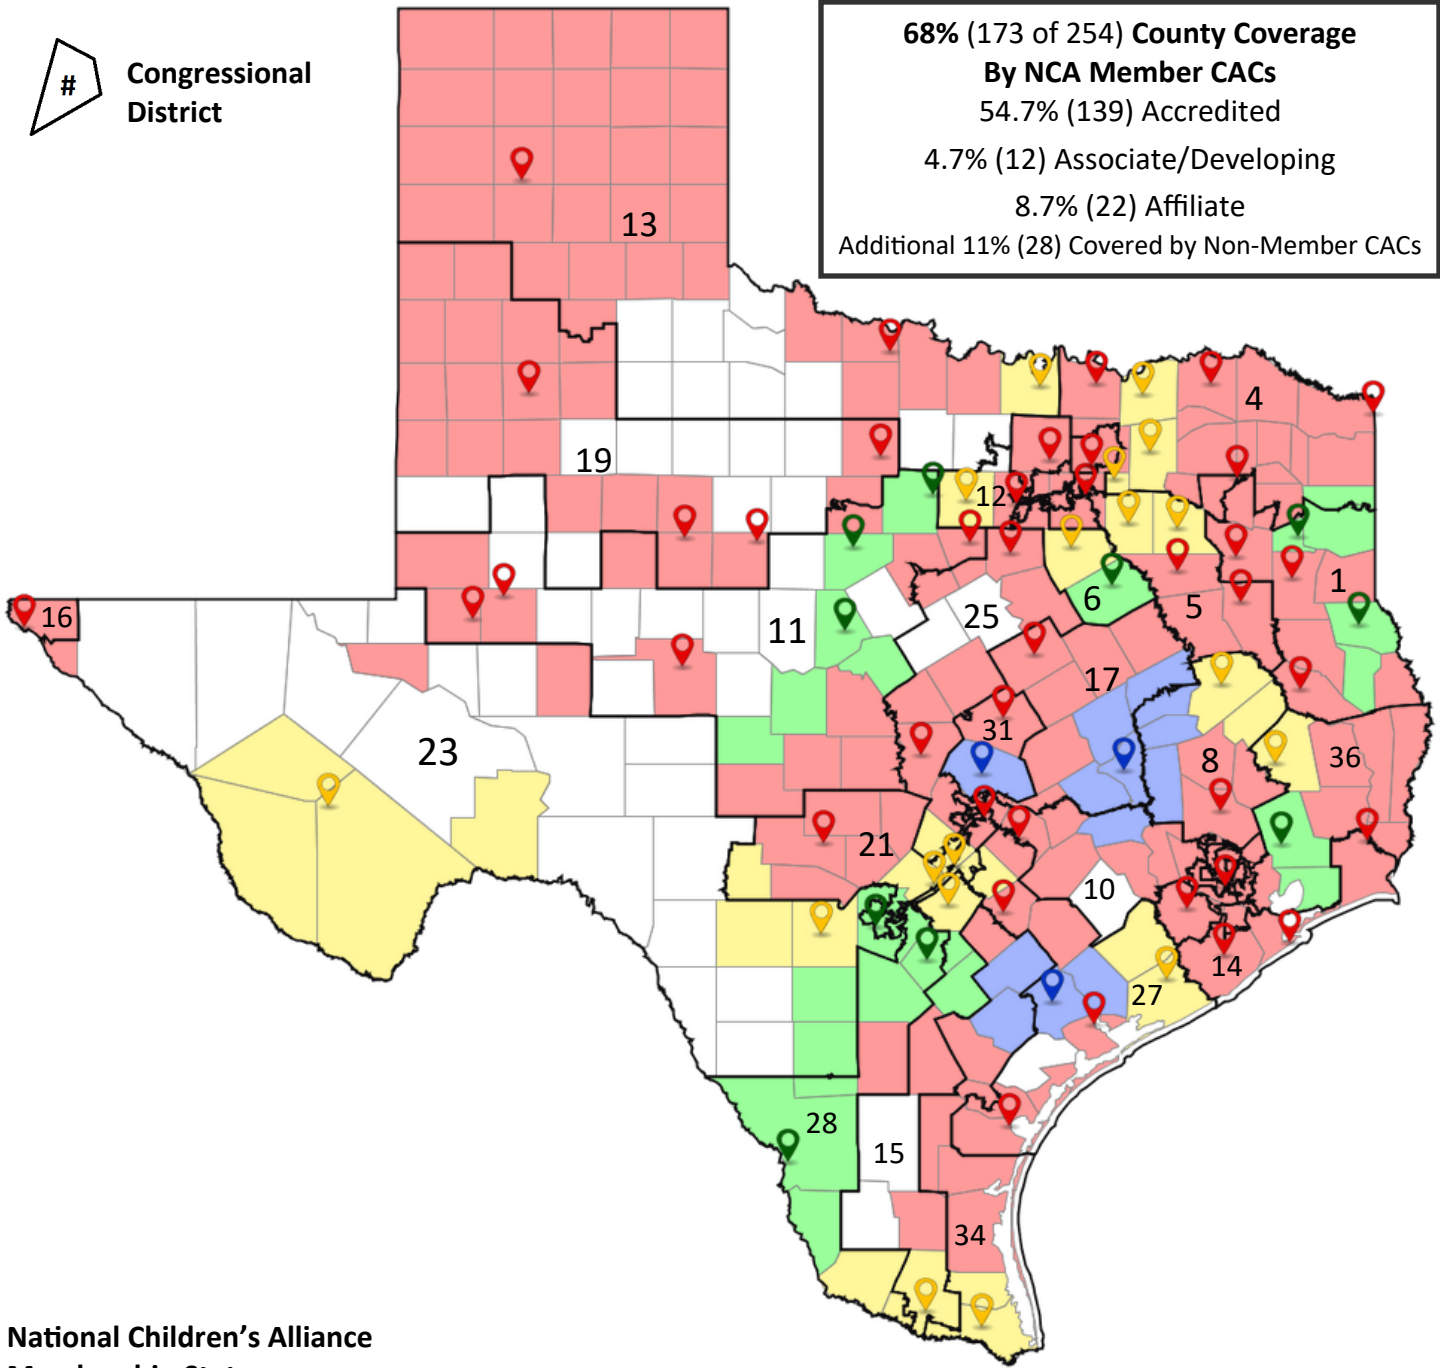 #
Congressional
District
68% (173 of 254) County Coverage
By NCA Member CACs
54.7% (139) Accredited
4.7% (12) Associate/Developing
8.7% (22) Affiliate
Additional 11% (28) Covered by Non-Member CACs
13
4
19
12
16
1
6
5
25
11
17
31
23
8
36
21
10
14
27
28
15
34
National Children's Alliance